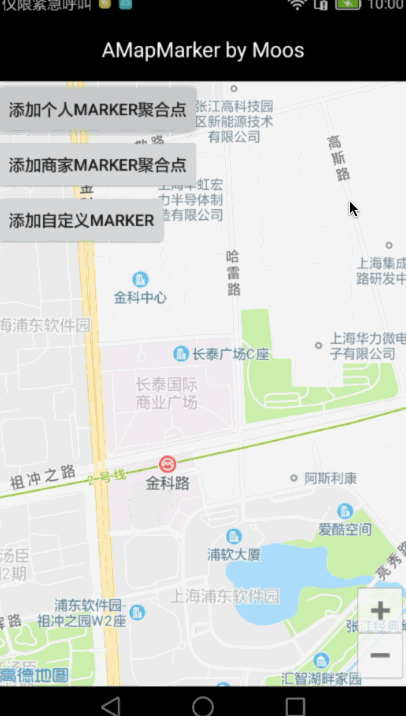 仅限紧急呼叫
10:00
AMapMarker by Moos
添加个人MARKER聚合点
张江高科技园
区新能源技术
有限公司
高斯路
添加商家MARKER聚合点
力半导体制
造有限公司
添加自定义MARKER
哈雷路
上海集成
路研发中
金科中心
海浦东软件园
上海华力微电
子有限公司
长泰广场C座
长泰国际
商业广场
祖冲之路
2号线
金科路
阿斯利康
爱酷空间
浦软大厦
汤臣
2期
亮秀路
上海浦东软件园
浦东软件园-
祖冲之园W2座
+
−
汇智湖畔家园
高德地图